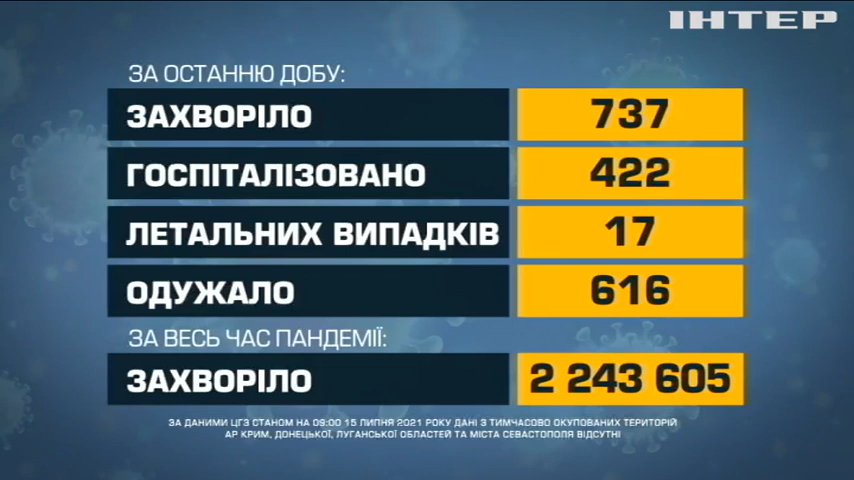 ІНТЕР
ЗА ОСТАННЮ ДОБУ:
ЗАХВОРІЛО 737
ГОСПІТАЛІЗОВАНО 422
ЛЕТАЛЬНИХ ВИПАДКІВ 17
ОДУЖАЛО 616
ЗА ВЕСЬ ЧАС ПАНДЕМІЇ:
ЗАХВОРІЛО 2 243 605
ЗА ДАНИМИ ЦГЗ СТАНОМ НА 09:00 15 ЛИПНЯ 2021 РОКУ ДАНІ З ТИМЧАСОВО ОКУПОВАНИХ ТЕРИТОРІЙ
АР КРИМ, ДОНЕЦЬКОЇ, ЛУГАНСЬКОЇ ОБЛАСТЕЙ ТА МІСТА СЕВАСТОПОЛЯ ВІДСУТНІ